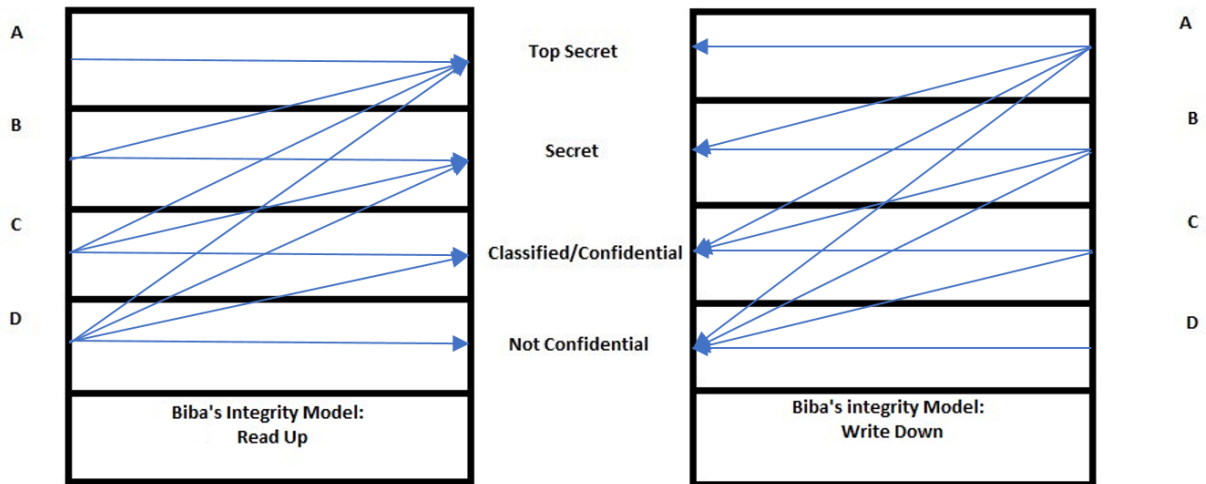 A
A
Top Secret
B
B
Secret
C
C
Classified/Confidential
D
D
Not Confidential
Biba's Integrity Model:
Read Up
Biba's integrity Model:
Write Down